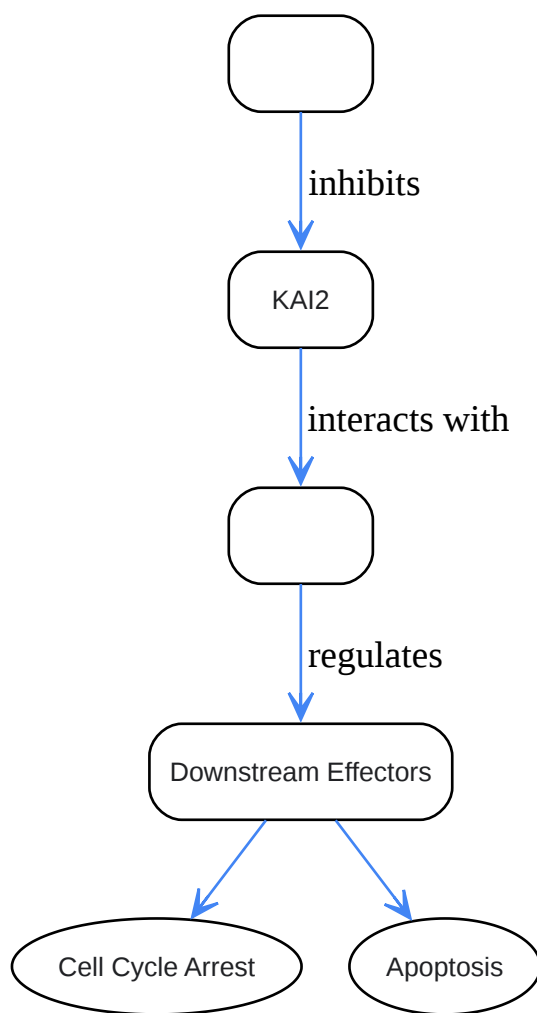 inhibits
KAI2
interacts with
regulates
Downstream Effectors
Cell Cycle Arrest
Apoptosis